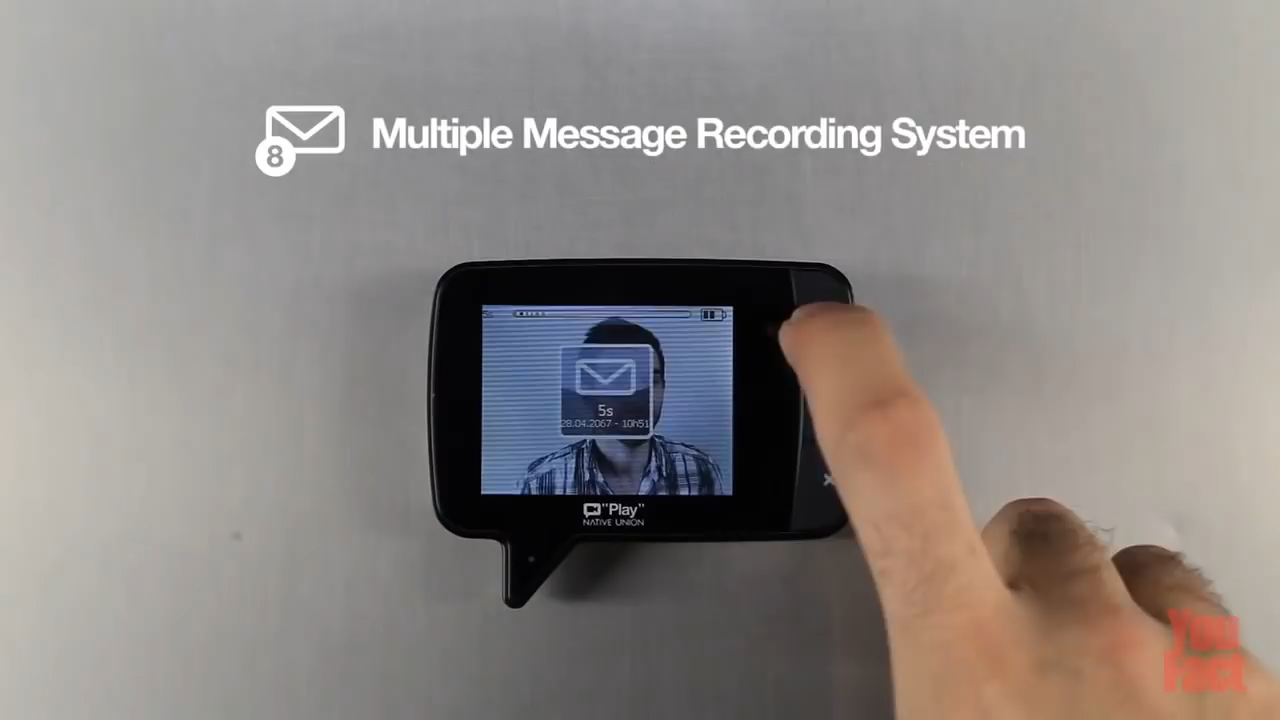 8
Multiple Message Recording System
5s
28.04.2067 - 10h51
"Play"
NATIVE UNION
You
Fact